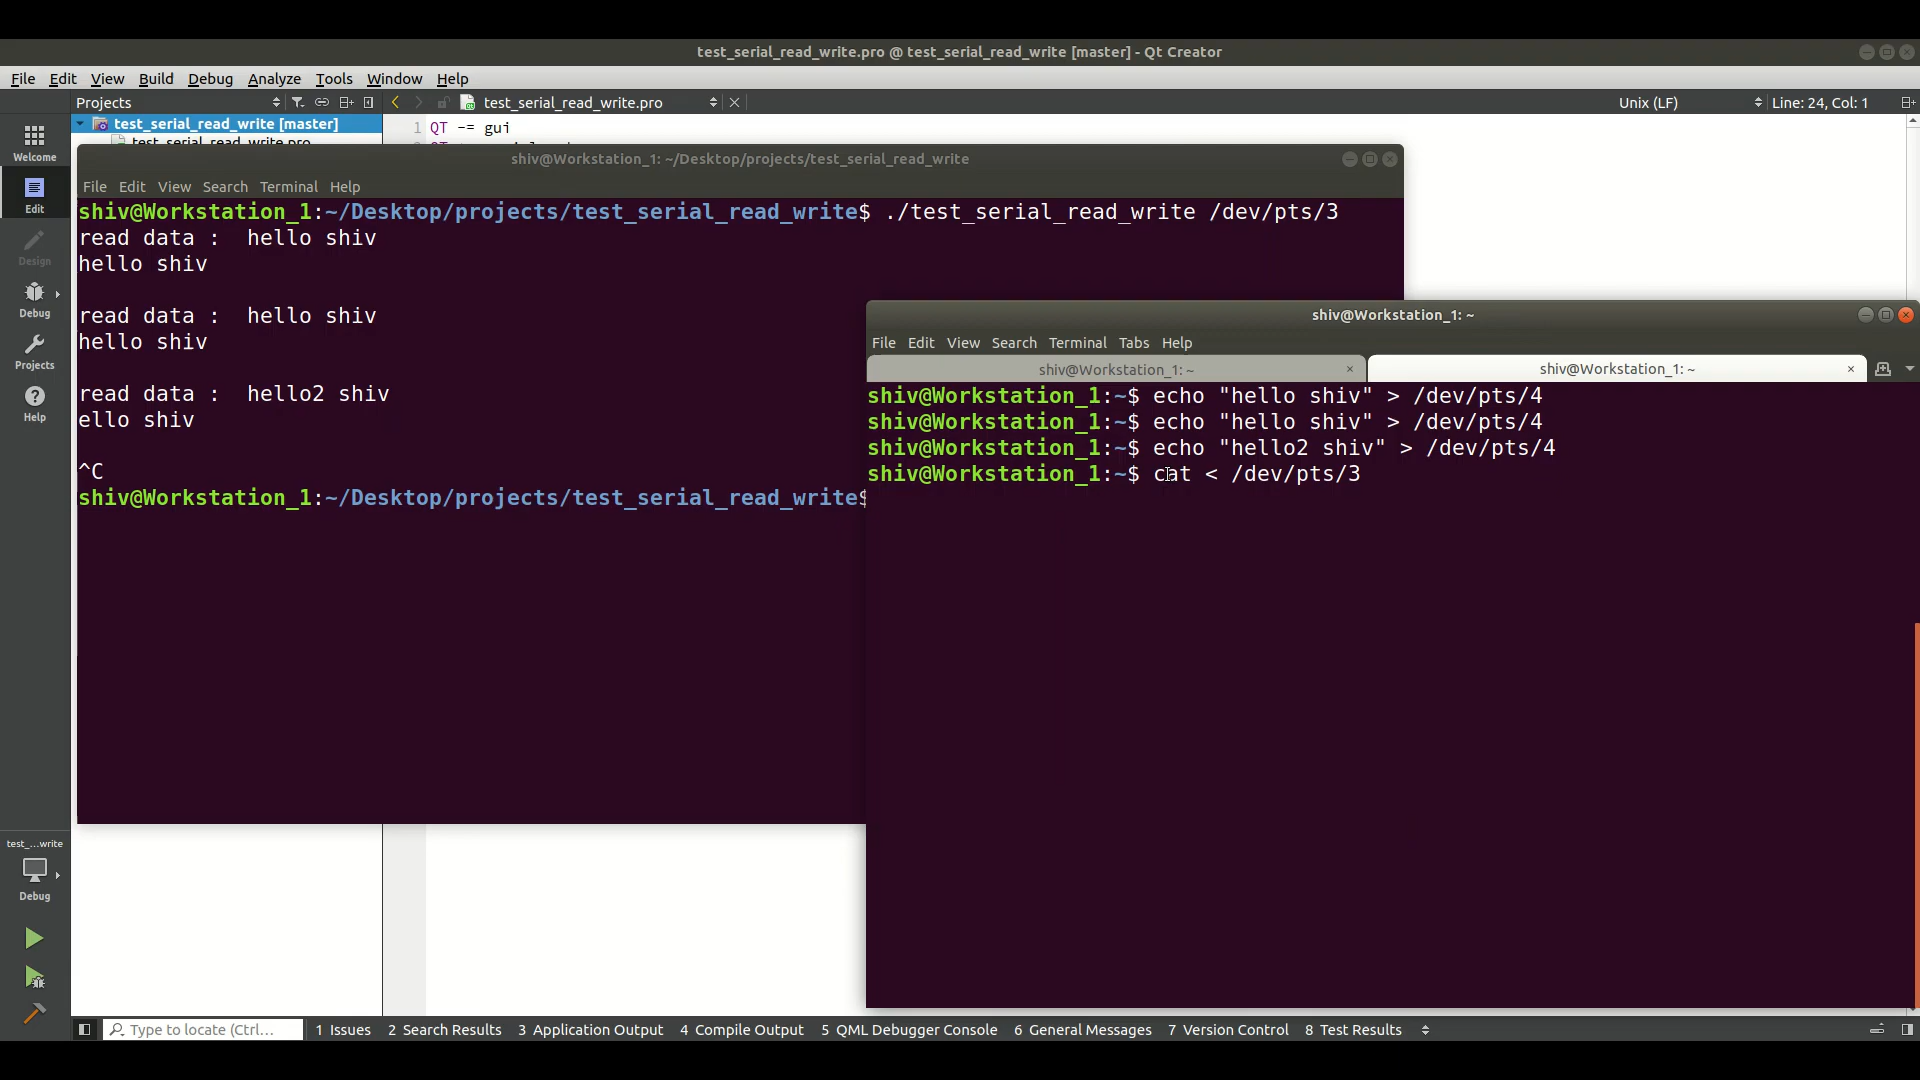 test_serial_read_write.pro @ test_serial_read_write [master] - Qt Creator
File Edit View Build Debug Analyze Tools Window Help
Projects
test_serial_read_write.pro
Unix (LF)
Line: 24, Col: 1
test_serial_read_write [master]
1 QT -= gui
Welcome
Edit
Design
Debug
Projects
Help
test_...write
Debug
shiv@Workstation_1: ~/Desktop/projects/test_serial_read_write
File Edit View Search Terminal Help
shiv@Workstation_1:~/Desktop/projects/test_serial_read_write$ ./test_serial_read_write /dev/pts/3
read data :  hello shiv
hello shiv
read data :  hello shiv
hello shiv
read data :  hello2 shiv
ello shiv
^C
shiv@Workstation_1:~/Desktop/projects/test_serial_read_write$
shiv@Workstation_1: ~
File Edit View Search Terminal Tabs Help
shiv@Workstation_1: ~
shiv@Workstation_1: ~
shiv@Workstation_1:~$ echo "hello shiv" > /dev/pts/4
shiv@Workstation_1:~$ echo "hello shiv" > /dev/pts/4
shiv@Workstation_1:~$ echo "hello2 shiv" > /dev/pts/4
shiv@Workstation_1:~$ cat < /dev/pts/3
Type to locate (Ctrl...
1 Issues 2 Search Results 3 Application Output 4 Compile Output 5 QML Debugger Console 6 General Messages 7 Version Control 8 Test Results